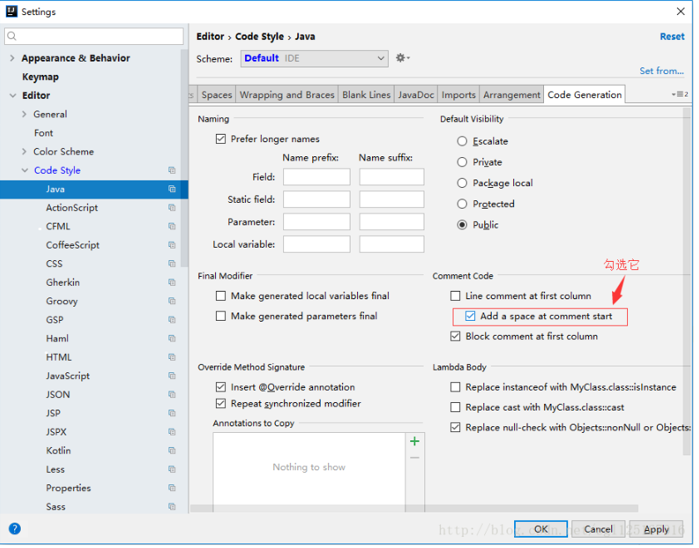 Settings
Appearance & Behavior
Keymap
Editor
General
Font
Color Scheme
Code Style
Java
ActionScript
CFML
CoffeeScript
CSS
Gherkin
Groovy
GSP
Haml
HTML
JavaScript
JSON
JSP
JSPX
Kotlin
Less
Properties
Sass
Editor › Code Style › Java
Reset
Scheme: Default IDE
Set from...
Spaces Wrapping and Braces Blank Lines JavaDoc Imports Arrangement Code Generation
2
Naming
Prefer longer names
Name prefix: Name suffix:
Field:
Static field:
Parameter:
Local variable:
Default Visibility
Escalate
Private
Package local
Protected
Public
Final Modifier
Make generated local variables final
Make generated parameters final
勾选它
Comment Code
Line comment at first column
Add a space at comment start
Block comment at first column
Override Method Signature
Insert @Override annotation
Repeat synchronized modifier
Annotations to Copy
Nothing to show
Lambda Body
Replace instanceof with MyClass.class::isInstance
Replace cast with MyClass.class::cast
Replace null-check with Objects::nonNull or Objects:
?
OK Cancel Apply